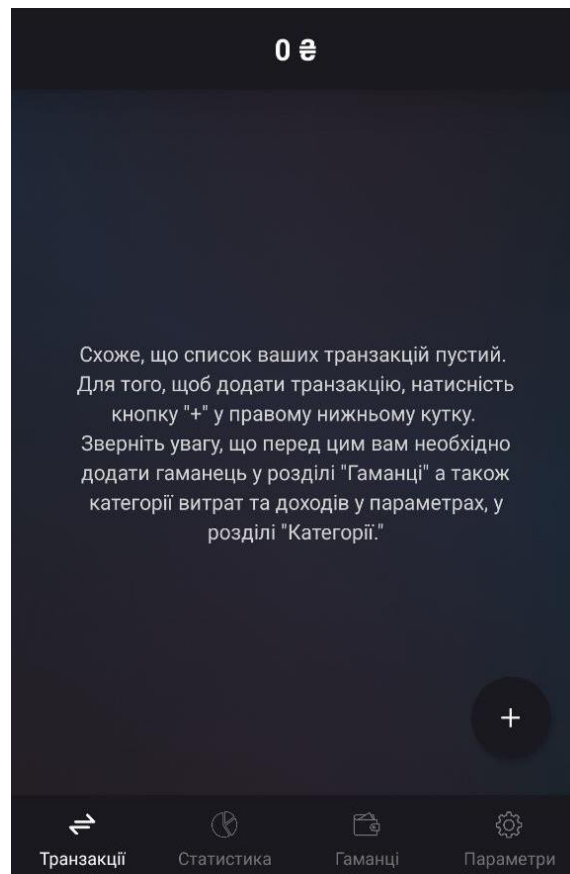 0 ₴
Схоже, що список ваших транзакцій пустий.
Для того, щоб додати транзакцію, натисність
кнопку "+" у правому нижньому кутку.
Зверніть увагу, що перед цим вам необхідно
додати гаманець у розділі "Гаманці" а також
категорії витрат та доходів у параметрах, у
розділі "Категорії."
+
Транзакції Статистика Гаманці Параметри